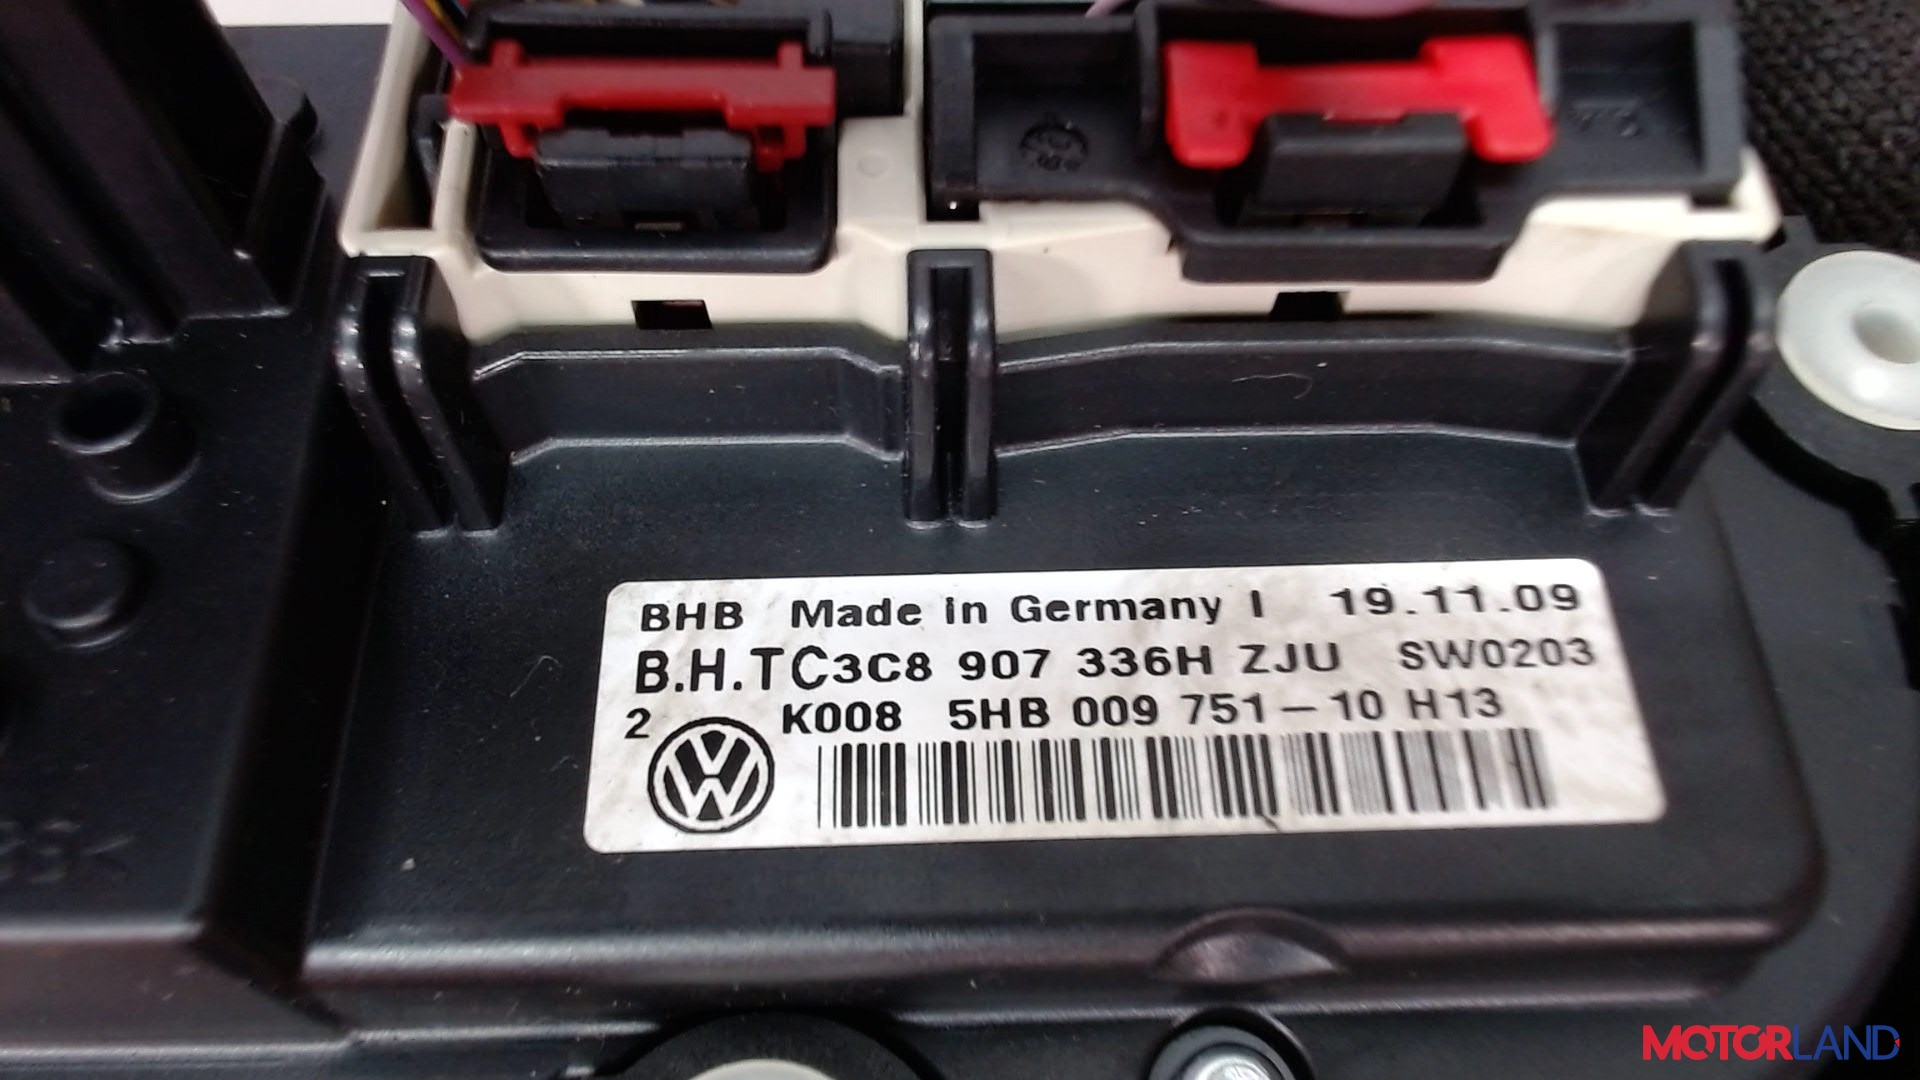 BHB Made in Germany I 19.11.09
B.H.TC3C8 907 336H ZJU SW0203
2 K008 5HB 009 751-10 H13
MOTORLAND